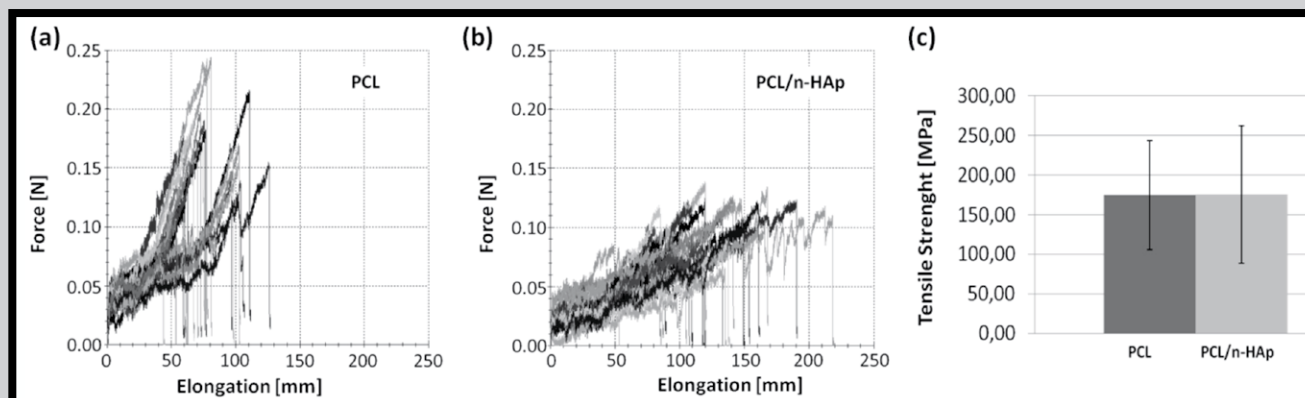 (a)
0.25
0.20
0.15
0.10
0.05
0.00
Force [N]
PCL
0 50 100 150 200 250
Elongation [mm]
(b)
0.25
0.20
0.15
0.10
0.05
0.00
Force [N]
PCL/n-HAp
0 50 100 150 200 250
Elongation [mm]
(c)
300,00
250,00
200,00
150,00
100,00
50,00
0,00
Tensile Strenght [MPa]
PCL PCL/n-HAp